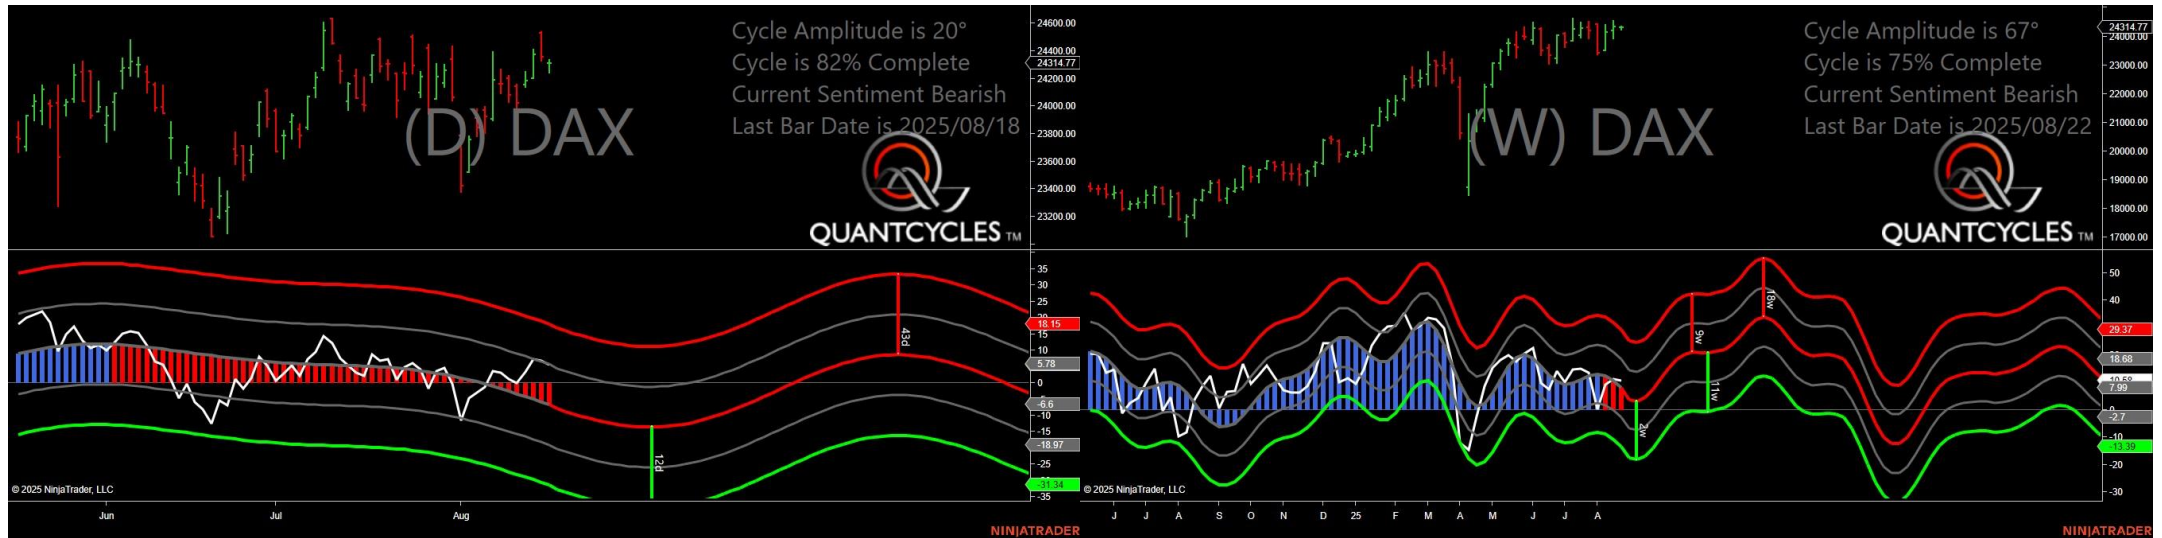 Cycle Amplitude is 20°
Cycle is 82% Complete
Current Sentiment Bearish
Last Bar Date is 2025/08/18
(D) DAX
QUANTCYCLES TM
24600.00
24400.00
24314.77
24200.00
24000.00
23800.00
23600.00
23400.00
23200.00
43d
12d
35
30
25
20
18.15
15
10
5.78
0
-6.6
-10
-15
-18.97
-25
-31.34
-35
© 2025 NinjaTrader, LLC
Jun
Jul
Aug
NINJATRADER
Cycle Amplitude is 67°
Cycle is 75% Complete
Current Sentiment Bearish
Last Bar Date is 2025/08/22
(W) DAX
QUANTCYCLES TM
24314.77
24000.00
23000.00
22000.00
21000.00
20000.00
19000.00
18000.00
17000.00
18w
9w
11w
2w
50
40
29.37
18.68
10.58
7.99
0
-2.7
-10
-13.39
-20
-30
© 2025 NinjaTrader, LLC
J J A S O N D 25 F M A M J J A
NINJATRADER